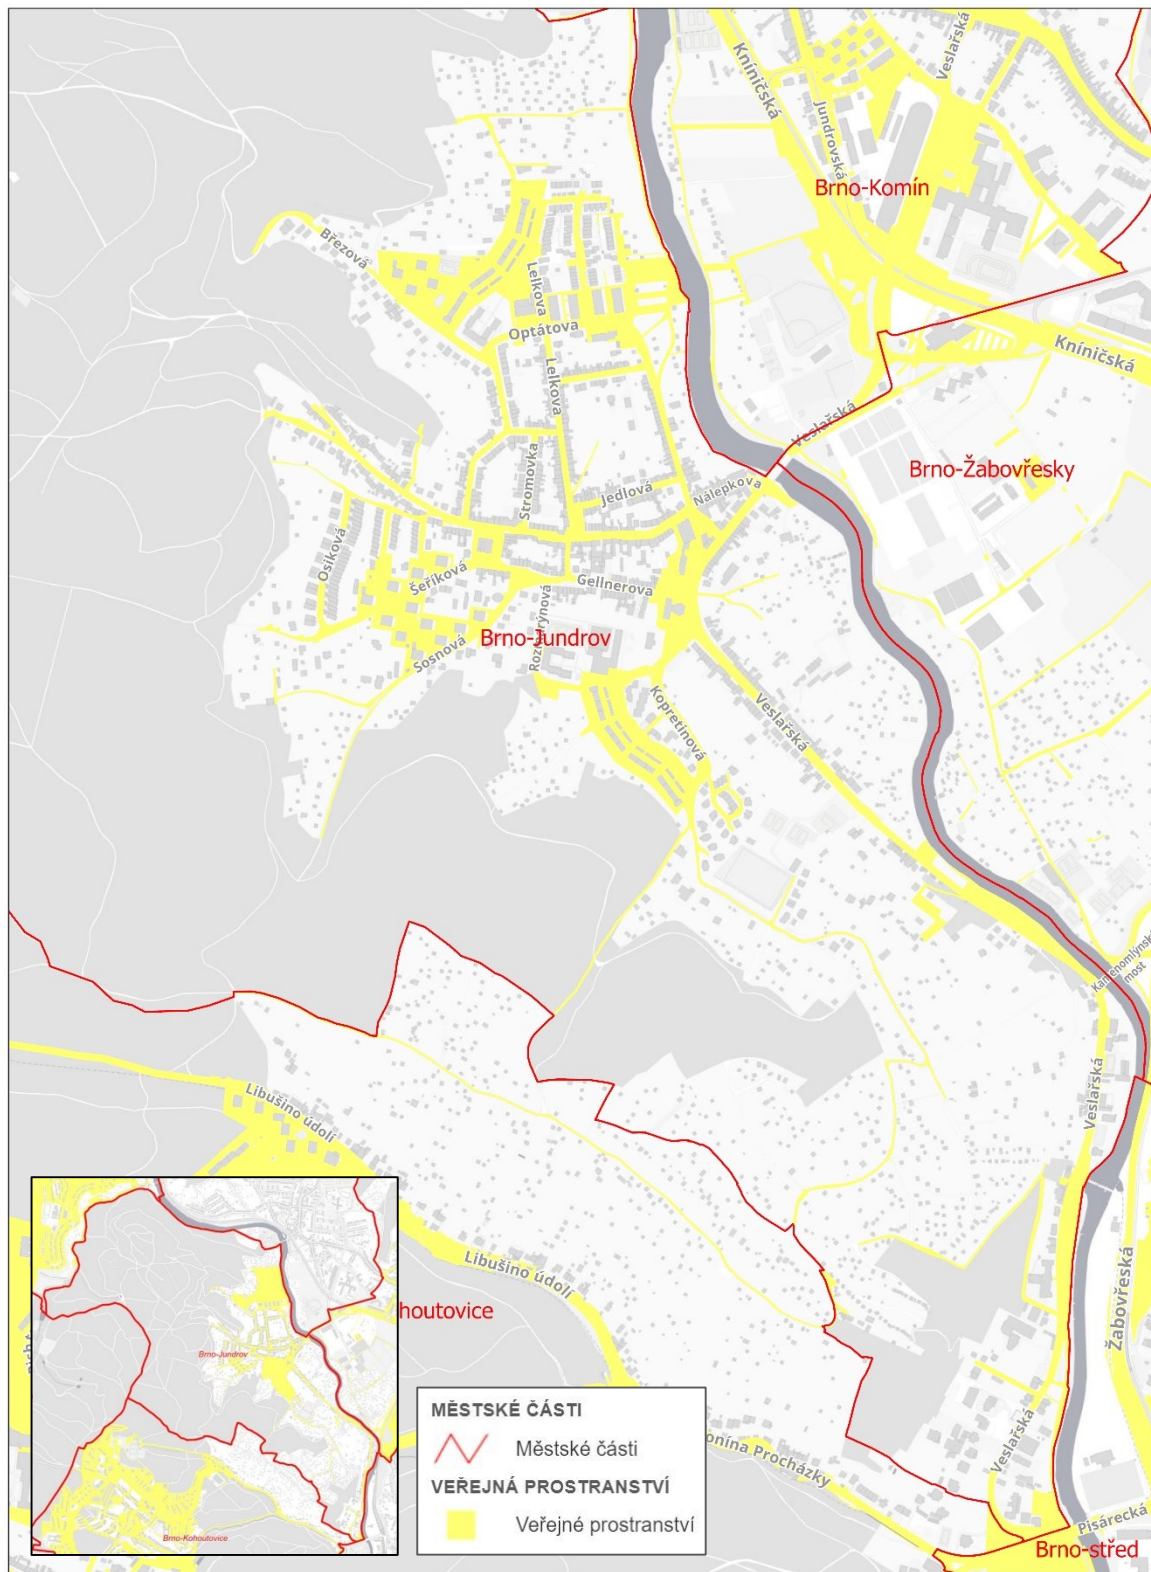 Veslařská
Kníničská
Jundrovská
Brno-Komín
Březová
Lelkova
Optátova
Kníničská
Lelkova
Veslařská
Brno-Žabovřesky
Stromovka
Jedlová
Nálepkova
Osiková
Šeříková
Gellnerova
Rozmarýnová
Brno-Jundrov
Sosnová
Kopretinová
Veslařská
Kamenomlýnský
most
Libušino údolí
Veslařská
Libušino údolí
Žabovřeská
houtovice
Brno-Jundrov
Brno-Kohoutovice
MĚSTSKÉ ČÁSTI
Městské části
VEŘEJNÁ PROSTRANSTVÍ
Veřejné prostranství
onína Procházky
Veslařská
Pisárecká
Brno-střed